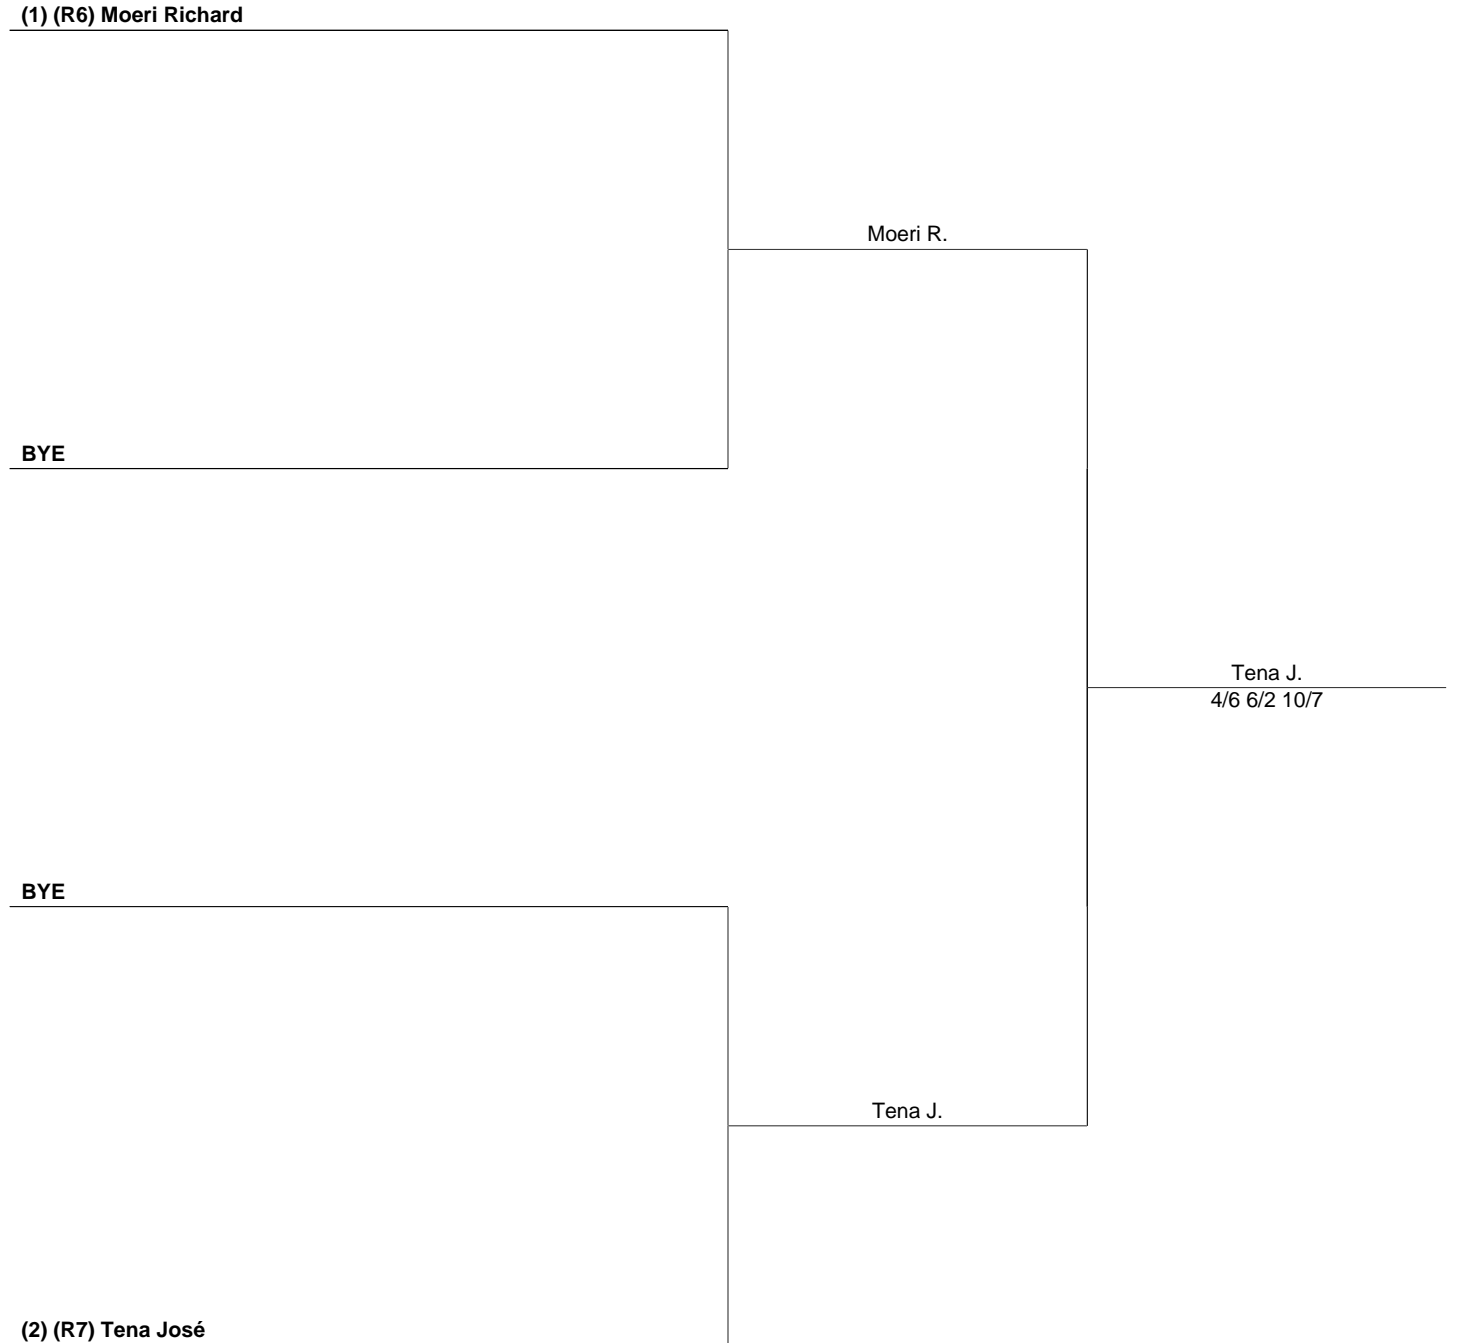 (1) (R6) Moeri Richard
Moeri R.
BYE
Tena J.
4/6 6/2 10/7
BYE
Tena J.
(2) (R7) Tena José